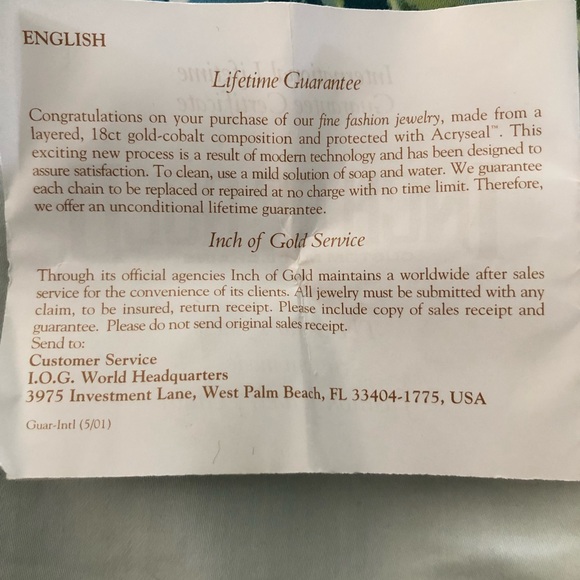 ENGLISH
Lifetime Guarantee
Congratulations on your purchase of our fine fashion jewelry, made from a
layered, 18ct gold-cobalt composition and protected with Acryseal™. This
exciting new process is a result of modern technology and has been designed to
assure satisfaction. To clean, use a mild solution of soap and water. We guarantee
each chain to be replaced or repaired at no charge with no time limit. Therefore,
we offer an unconditional lifetime guarantee.
Inch of Gold Service
Through its official agencies Inch of Gold maintains a worldwide after sales
service for the convenience of its clients. All jewelry must be submitted with any
claim, to be insured, return receipt. Please include copy of sales receipt and
guarantee. Please do not send original sales receipt.
Send to:
Customer Service
I.O.G. World Headquarters
3975 Investment Lane, West Palm Beach, FL 33404-1775, USA
Guar-Intl (5/01)